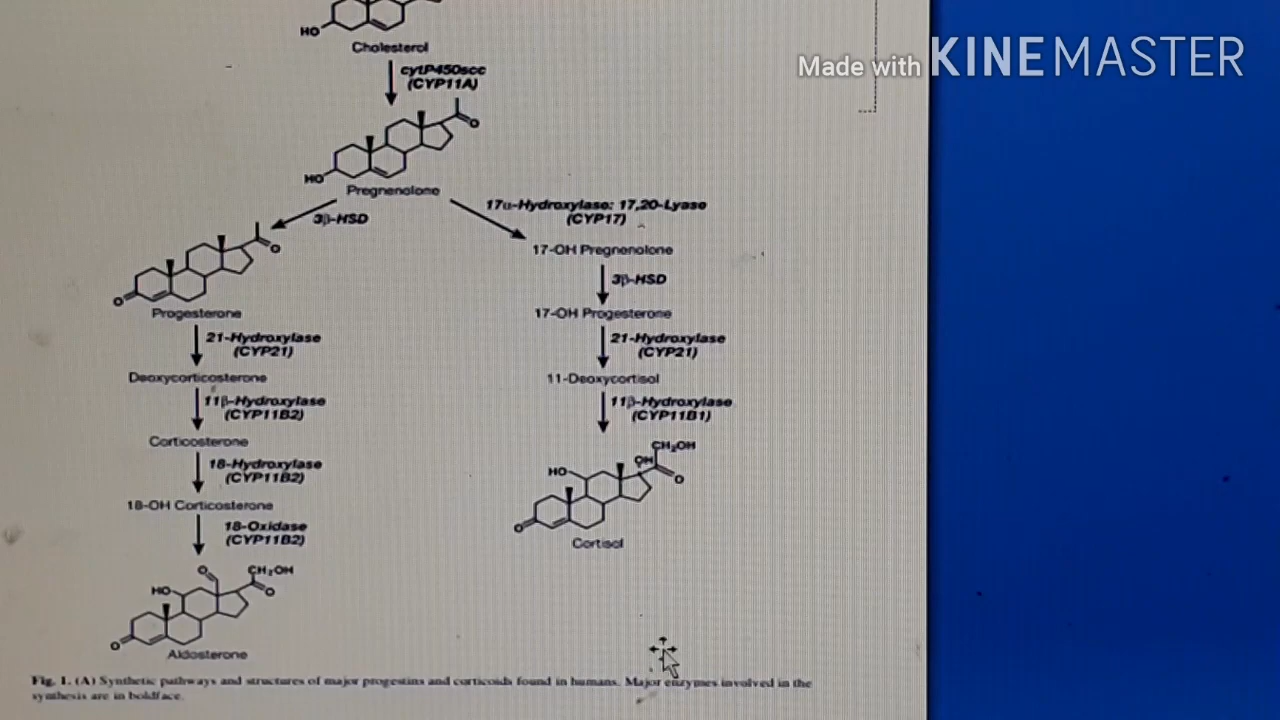 Made with KINEMASTER
HO
Cholesterol
cytP450scc
(CYP11A)
O
HO
Pregnenolone
3β-HSD
17α-Hydroxylase: 17,20-Lyase
(CYP17)
O
O
Progesterone
17-OH Pregnenolone
3β-HSD
17-OH Progesterone
21-Hydroxylase
(CYP21)
21-Hydroxylase
(CYP21)
Deoxycorticosterone
11-Deoxycortisol
11β-Hydroxylase
(CYP11B2)
11β-Hydroxylase
(CYP11B1)
Corticosterone
18-Hydroxylase
(CYP11B2)
CH₂OH
OH
HO
O
O
Cortisol
18-OH Corticosterone
18-Oxidase
(CYP11B2)
O
CH₂OH
HO
O
O
Aldosterone
Fig. 1. (A) Synthetic pathways and structures of major progestins and corticoids found in humans. Major enzymes involved in the
synthesis are in boldface.